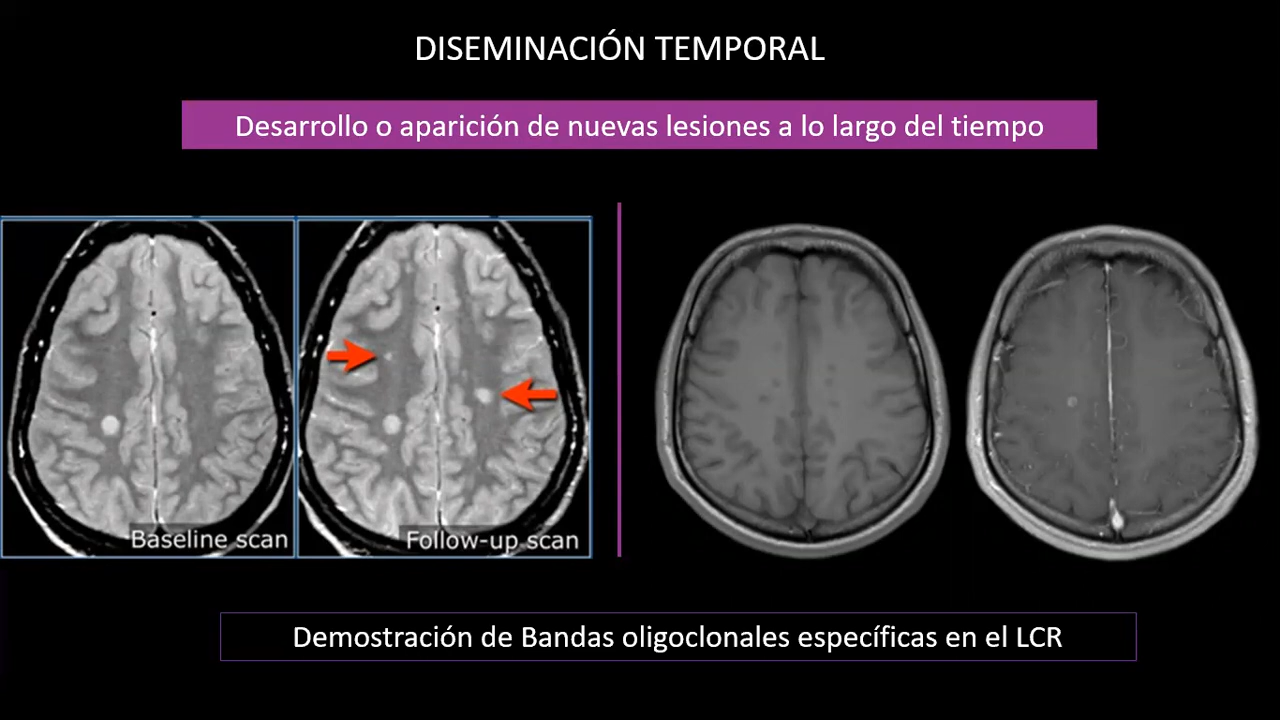 DISEMINACIÓN TEMPORAL
Desarrollo o aparición de nuevas lesiones a lo largo del tiempo
Baseline scan
Follow-up scan
Demostración de Bandas oligoclonales específicas en el LCR